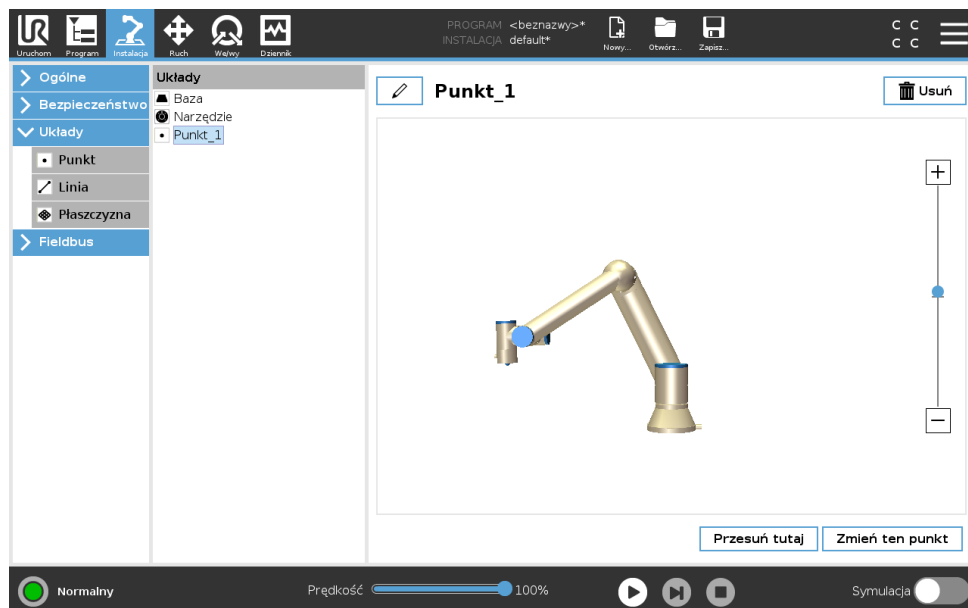 UR
PROGRAM <beznazwy>*
INSTALACJA default*
C C
C C
Uruchom Program Instalacja Ruch We/wy Dziennik Nowy... Otwórz... Zapisz...
Ogólne
Bezpieczeństwo
Układy
Punkt
Linia
Płaszczyzna
Fieldbus
Układy
Baza
Narzędzie
Punkt_1
Punkt_1
Usuń
Przesuń tutaj Zmień ten punkt
Normalny Prędkość 100% Symulacja